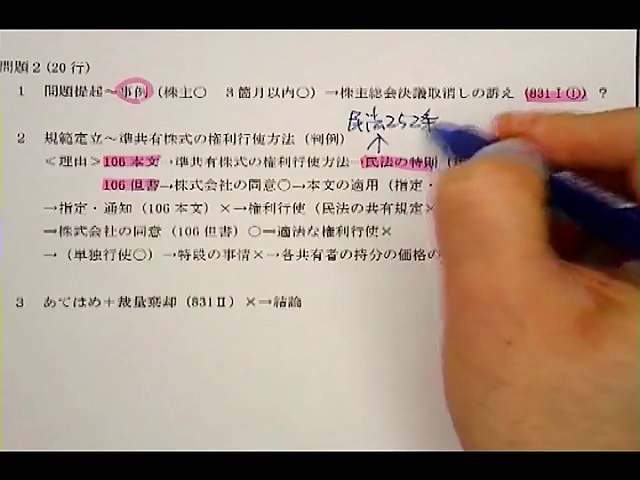 問題2(20行)
1 問題提起~事例(株主○ 3箇月以内○)→株主総会決議取消しの訴え(831Ⅰ①)?
民法252条
2 規範定立~準共有株式の権利行使方法(判例)
<理由>106本文→準共有株式の権利行使方法→民法の特則
106但書→株式会社の同意○→本文の適用(指定・
→指定・通知(106本文)×→権利行使(民法の共有規定×
⇒株式会社の同意(106但書)○⇒適法な権利行使×
→(単独行使○)→特段の事情×→各共有者の持分の価格の
3 あてはめ+裁量棄却(831Ⅱ)×→結論